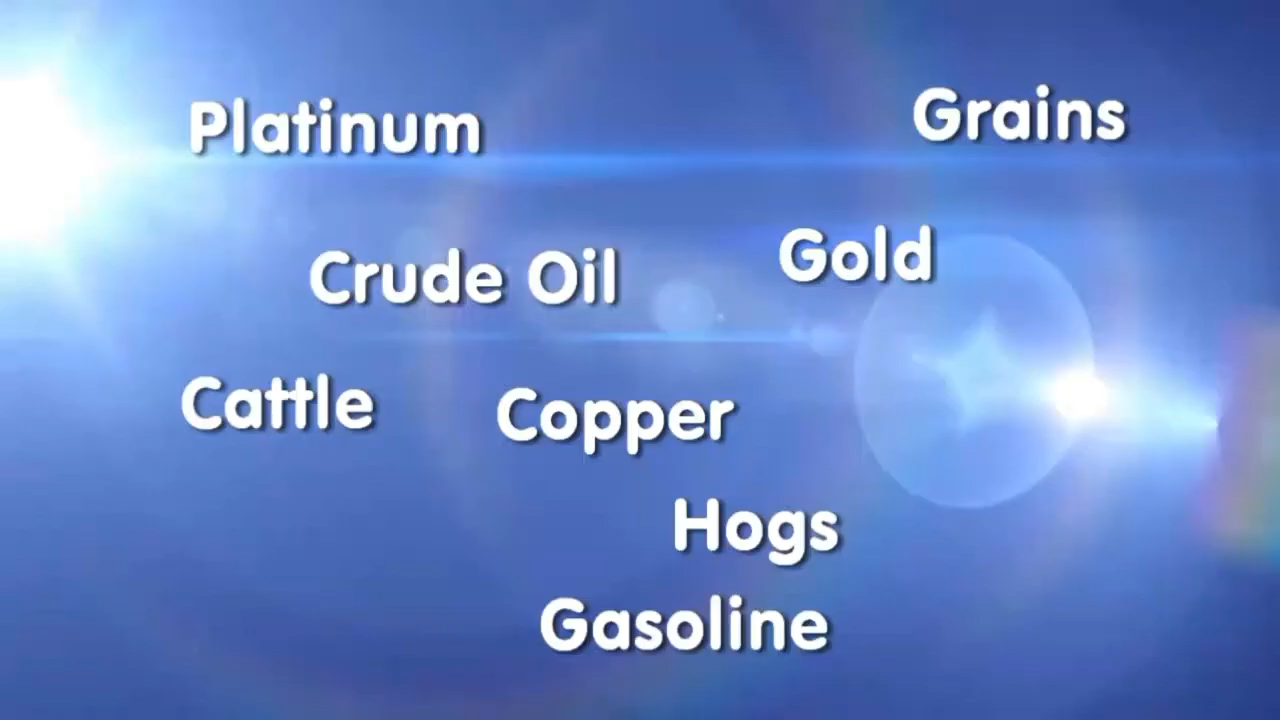 Platinum
Grains
Crude Oil
Gold
Cattle
Copper
Hogs
Gasoline